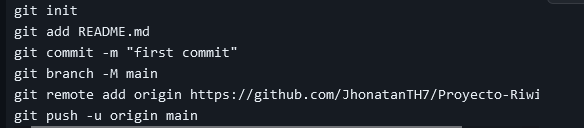 git init
git add README.md
git commit -m "first commit"
git branch -M main
git remote add origin https://github.com/JhonatanTH7/Proyecto-Riwi
git push -u origin main